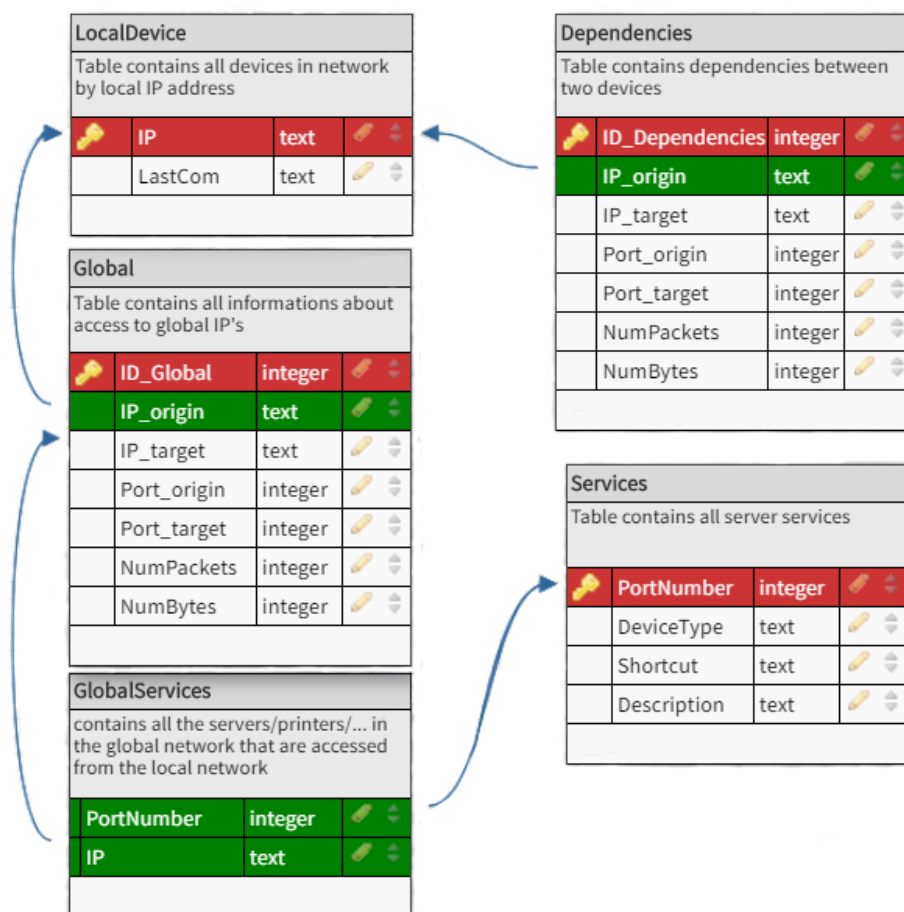 LocalDevice
Table contains all devices in network
by local IP address
IP text
LastCom text
Global
Table contains all informations about
access to global IP's
ID_Global integer
IP_origin text
IP_target text
Port_origin integer
Port_target integer
NumPackets integer
NumBytes integer
GlobalServices
contains all the servers/printers/... in
the global network that are accessed
from the local network
PortNumber integer
IP text
Dependencies
Table contains dependencies between
two devices
ID_Dependencies integer
IP_origin text
IP_target text
Port_origin integer
Port_target integer
NumPackets integer
NumBytes integer
Services
Table contains all server services
PortNumber integer
DeviceType text
Shortcut text
Description text